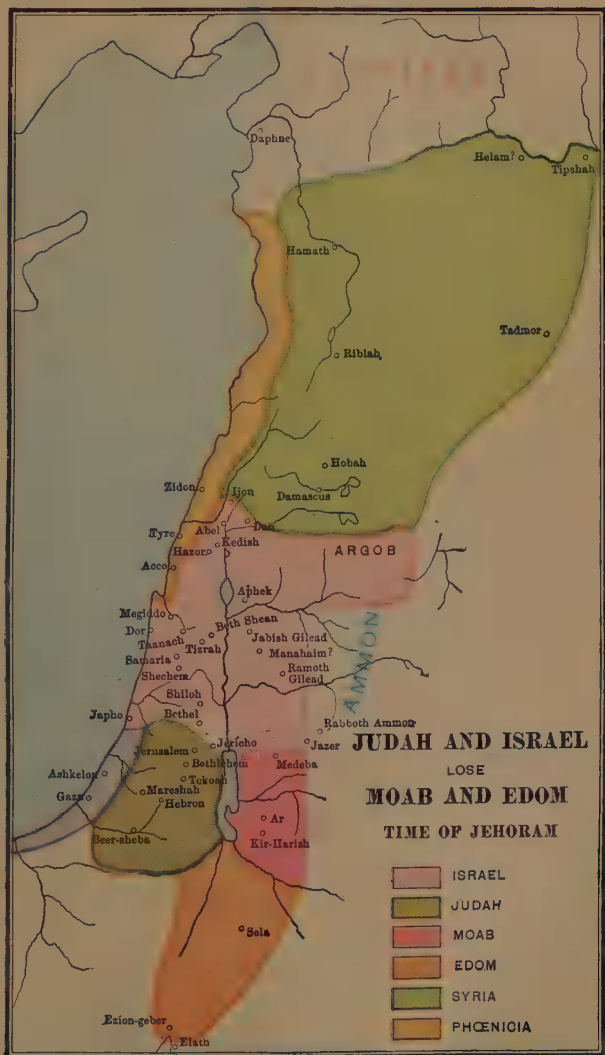 Daphne
Helam?
Tipshah
Hamath
Tadmor
Riblah
Hobah
Zidon
Ijon
Damascus
Tyre
Abel
Dan
Kedish
Hazor
ARGOB
Acco
Aphek
Megiddo
Beth Shean
Dor
Jabish Gilead
Taanach
Tizrah
Manahaim?
Samaria
Ramoth
Gilead
Shechem
AMMON
Shiloh
Japho
Bethel
Rabboth Ammon
Jerusalem
Jericho
Jazer
Bethlehem
Medeba
Ashkelon
Tekoah
Mareshah
Gaza
Hebron
Ar
Beer-sheba
Kir-Harish
Sela
Ezion-geber
Elath
JUDAH AND ISRAEL
LOSE
MOAB AND EDOM
TIME OF JEHORAM
ISRAEL
JUDAH
MOAB
EDOM
SYRIA
PHŒNICIA